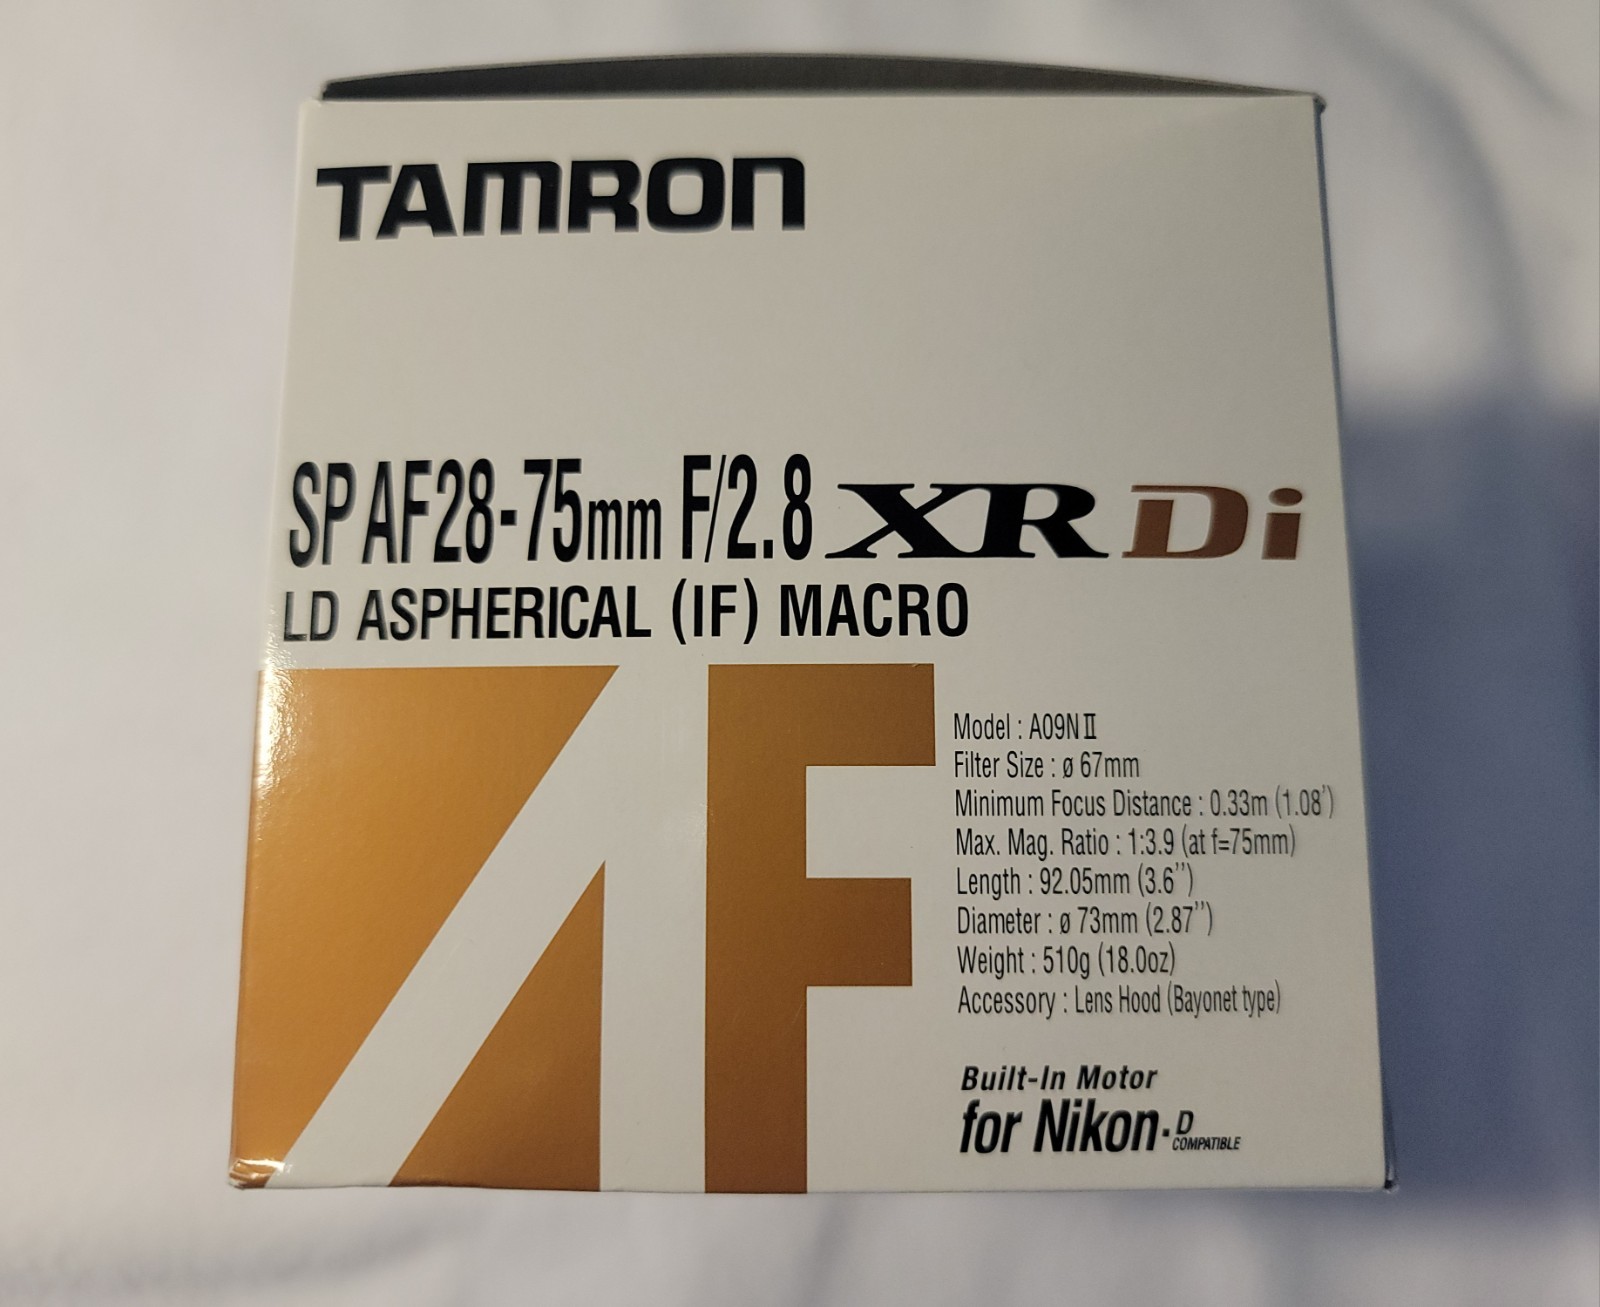 TAMRON
SP AF28-75mm F/2.8 XR Di
LD ASPHERICAL (IF) MACRO
AF
Model : A09N II
Filter Size : ø 67mm
Minimum Focus Distance : 0.33m (1.08')
Max. Mag. Ratio : 1:3.9 (at f=75mm)
Length : 92.05mm (3.6")
Diameter : ø 73mm (2.87")
Weight : 510g (18.0oz)
Accessory : Lens Hood (Bayonet type)
Built-In Motor
for Nikon-D
COMPATIBLE